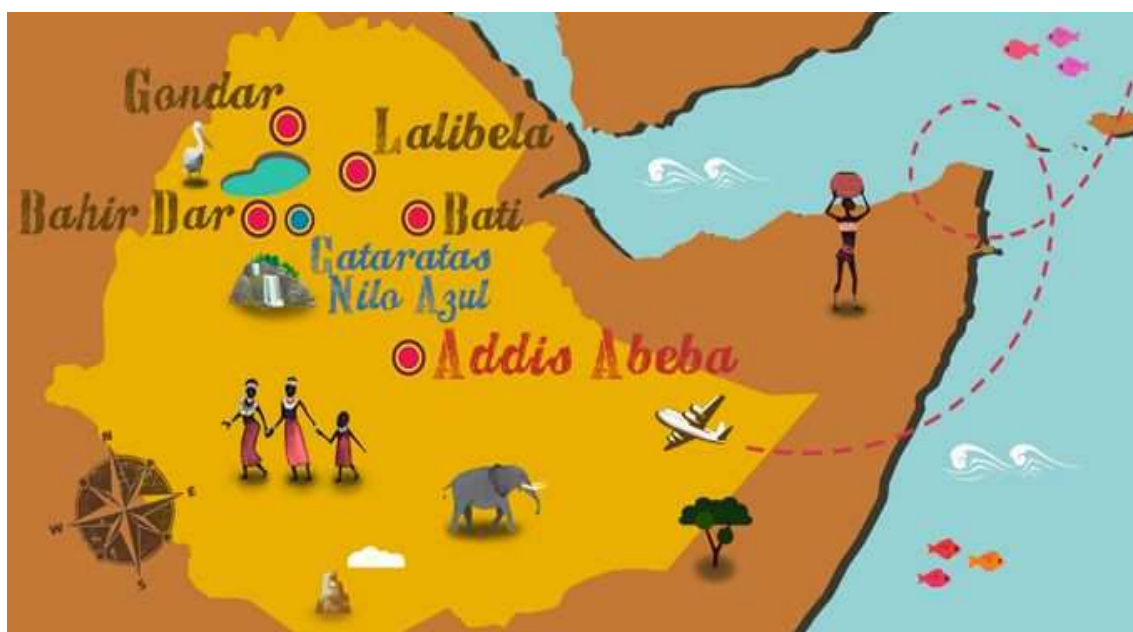 Gondar
Lalibela
Bahir Dar
Bati
Cataratas
Nilo Azul
Addis Abeba
N
E
W
S